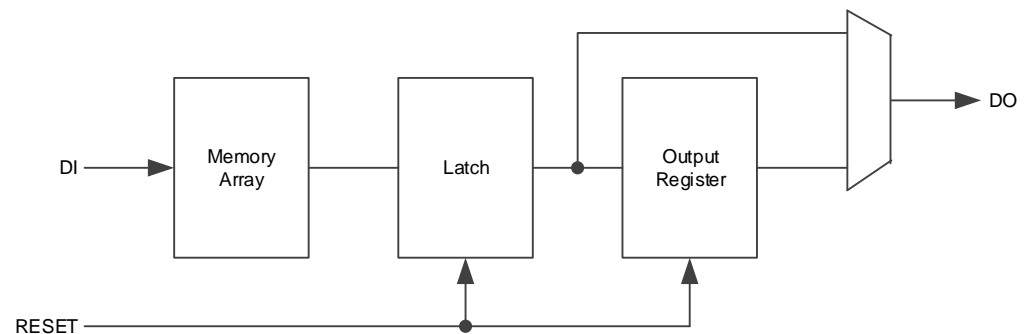 DI
Memory
Array
Latch
Output
Register
DO
RESET